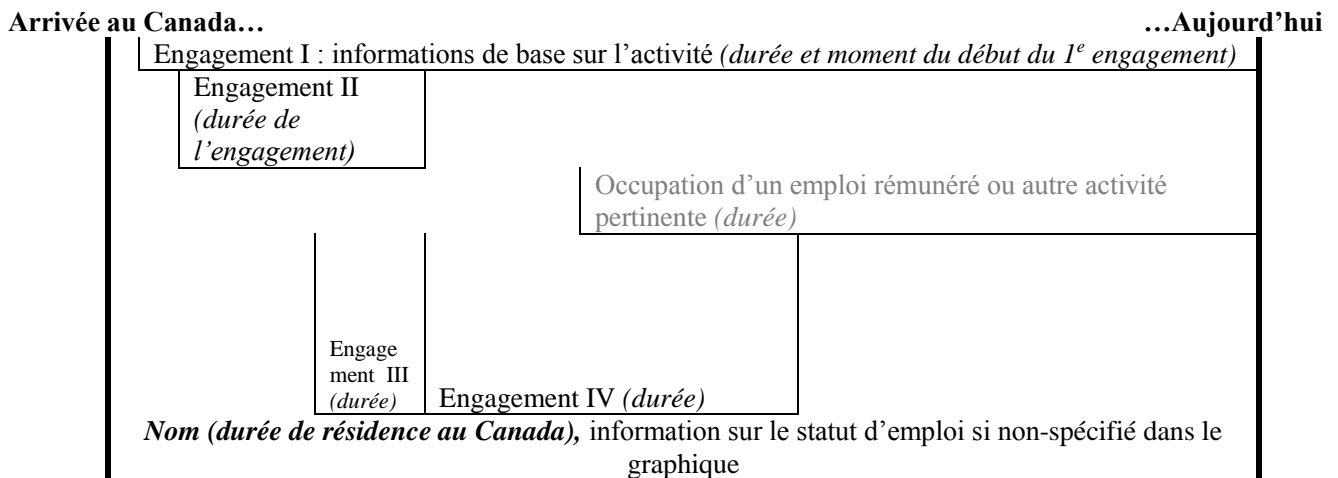 Arrivée au Canada… …Aujourd’hui
Engagement I : informations de base sur l’activité (durée et moment du début du 1e engagement)
Engagement II
(durée de
l’engagement)
Occupation d’un emploi rémunéré ou autre activité
pertinente (durée)
Engage
ment III
(durée)
Engagement IV (durée)
Nom (durée de résidence au Canada), information sur le statut d’emploi si non-spécifié dans le
graphique